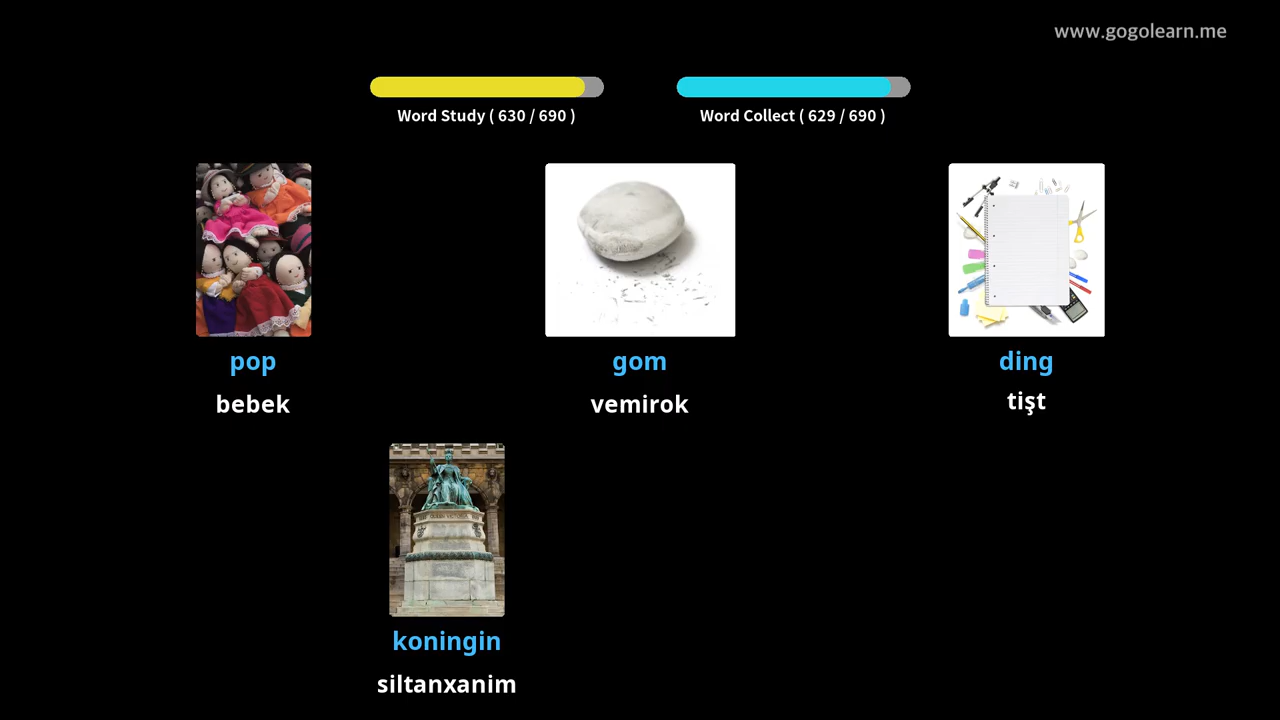 www.gogolearn.me
Word Study ( 630 / 690 )
Word Collect ( 629 / 690 )
pop
bebek
gom
vemirok
ding
tişt
koningin
siltanxanim